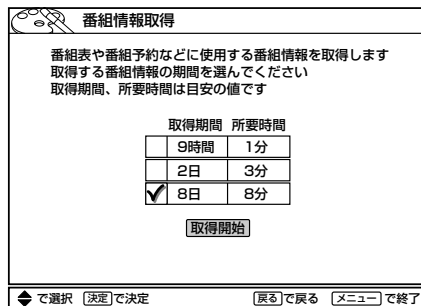 番組情報取得
番組表や番組予約などに使用する番組情報を取得します
取得する番組情報の期間を選んでください
取得期間、所要時間は目安の値です
取得期間 所要時間
9時間 1分
2日 3分
8日 8分
取得開始
で選択 決定で決定 戻るで戻る メニューで終了